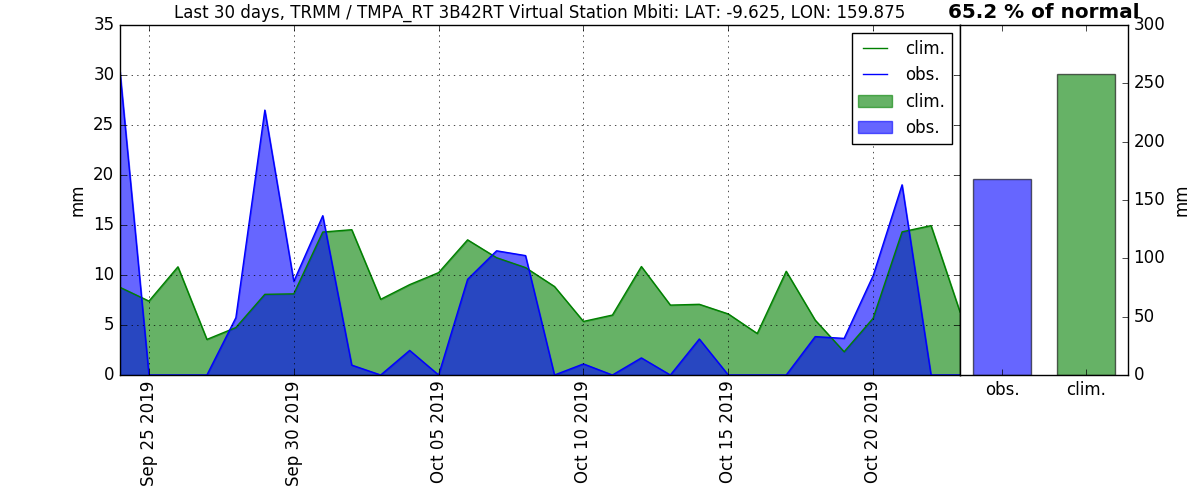 Last 30 days, TRMM / TMPA_RT 3B42RT Virtual Station Mbiti: LAT: -9.625, LON: 159.875
65.2 % of normal
35
30
25
20
15
10
5
0
mm
clim.
obs.
clim.
obs.
Sep 25 2019
Sep 30 2019
Oct 05 2019
Oct 10 2019
Oct 15 2019
Oct 20 2019
300
250
200
150
100
50
0
mm
obs.
clim.